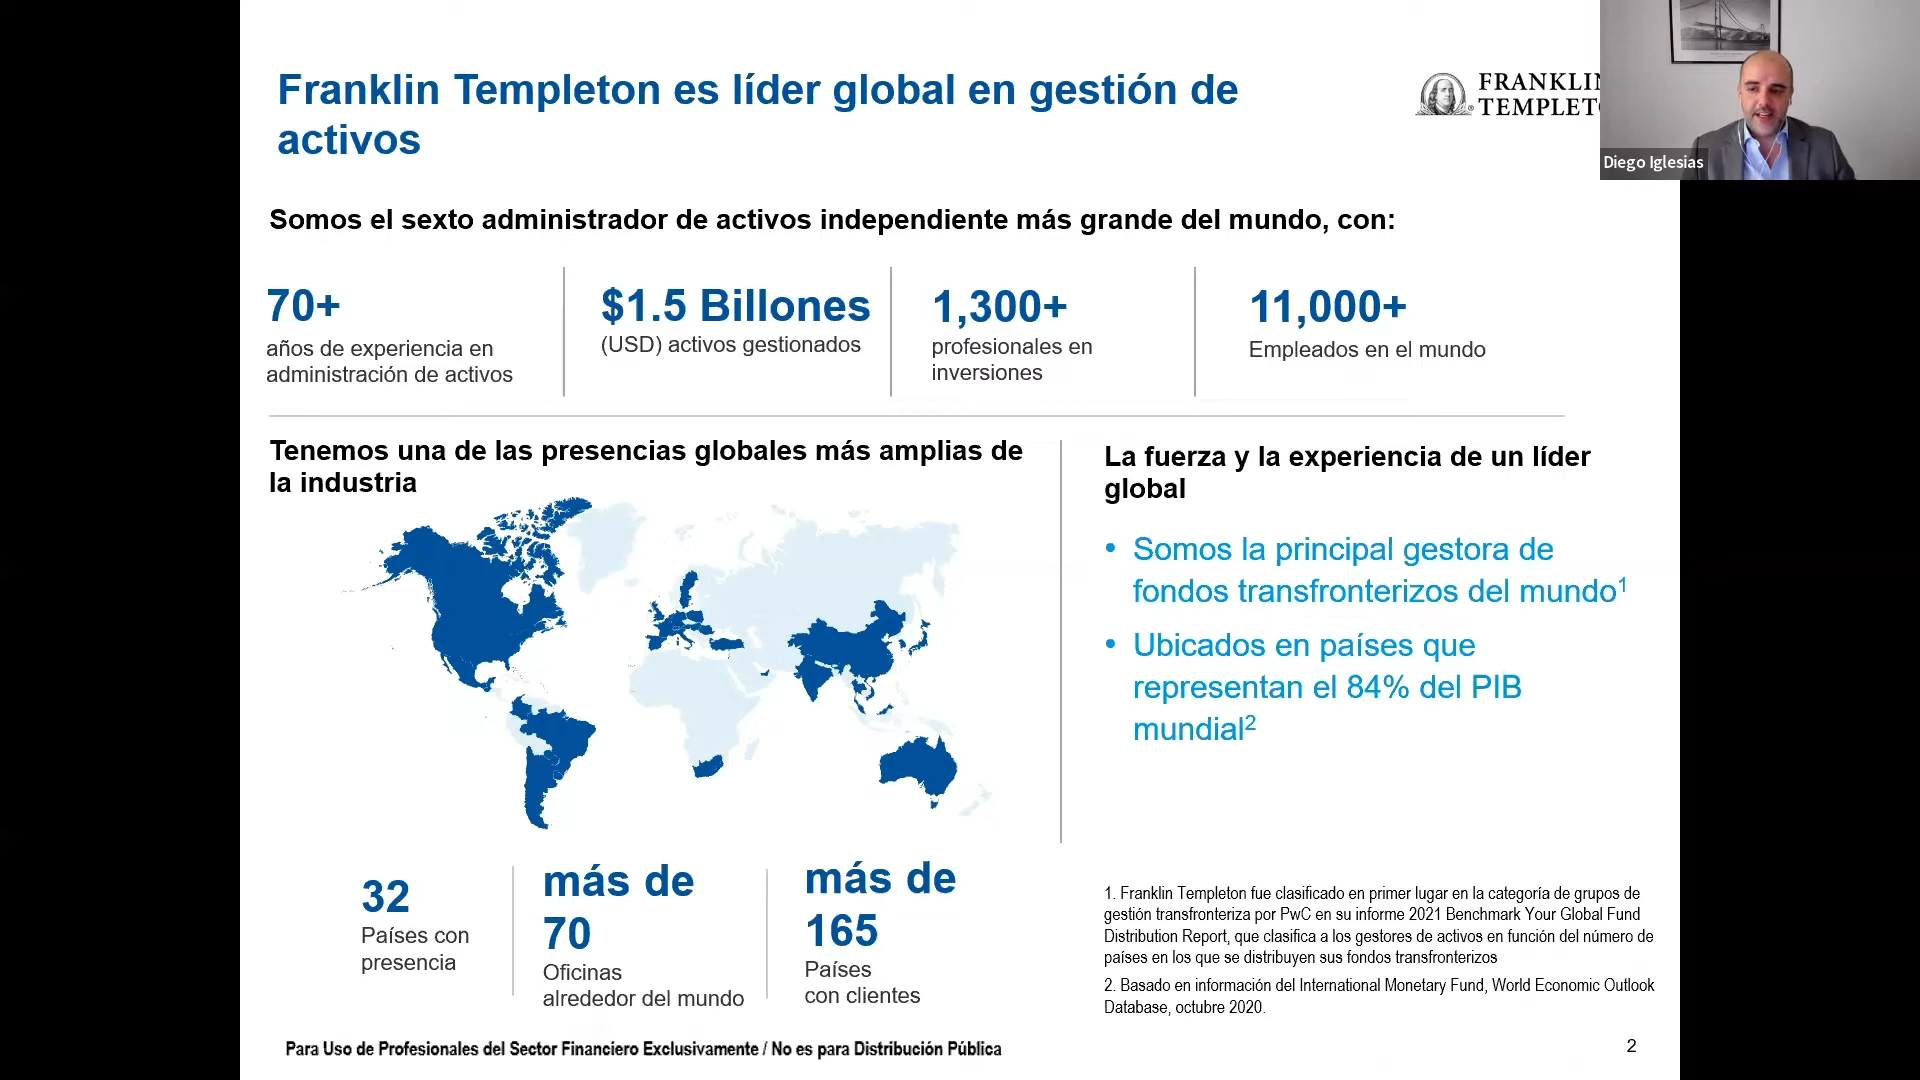 Franklin Templeton es líder global en gestión de
activos
FRANKLIN
TEMPLET
Diego Iglesias
Somos el sexto administrador de activos independiente más grande del mundo, con:
70+
años de experiencia en
administración de activos
$1.5 Billones
(USD) activos gestionados
1,300+
profesionales en
inversiones
11,000+
Empleados en el mundo
Tenemos una de las presencias globales más amplias de
la industria
32
Países con
presencia
más de
70
Oficinas
alrededor del mundo
más de
165
Países
con clientes
La fuerza y la experiencia de un líder
global
• Somos la principal gestora de
fondos transfronterizos del mundo¹
• Ubicados en países que
representan el 84% del PIB
mundial²
1. Franklin Templeton fue clasificado en primer lugar en la categoría de grupos de
gestión transfronteriza por PwC en su informe 2021 Benchmark Your Global Fund
Distribution Report, que clasifica a los gestores de activos en función del número de
países en los que se distribuyen sus fondos transfronterizos
2. Basado en información del International Monetary Fund, World Economic Outlook
Database, octubre 2020.
Para Uso de Profesionales del Sector Financiero Exclusivamente / No es para Distribución Pública
2